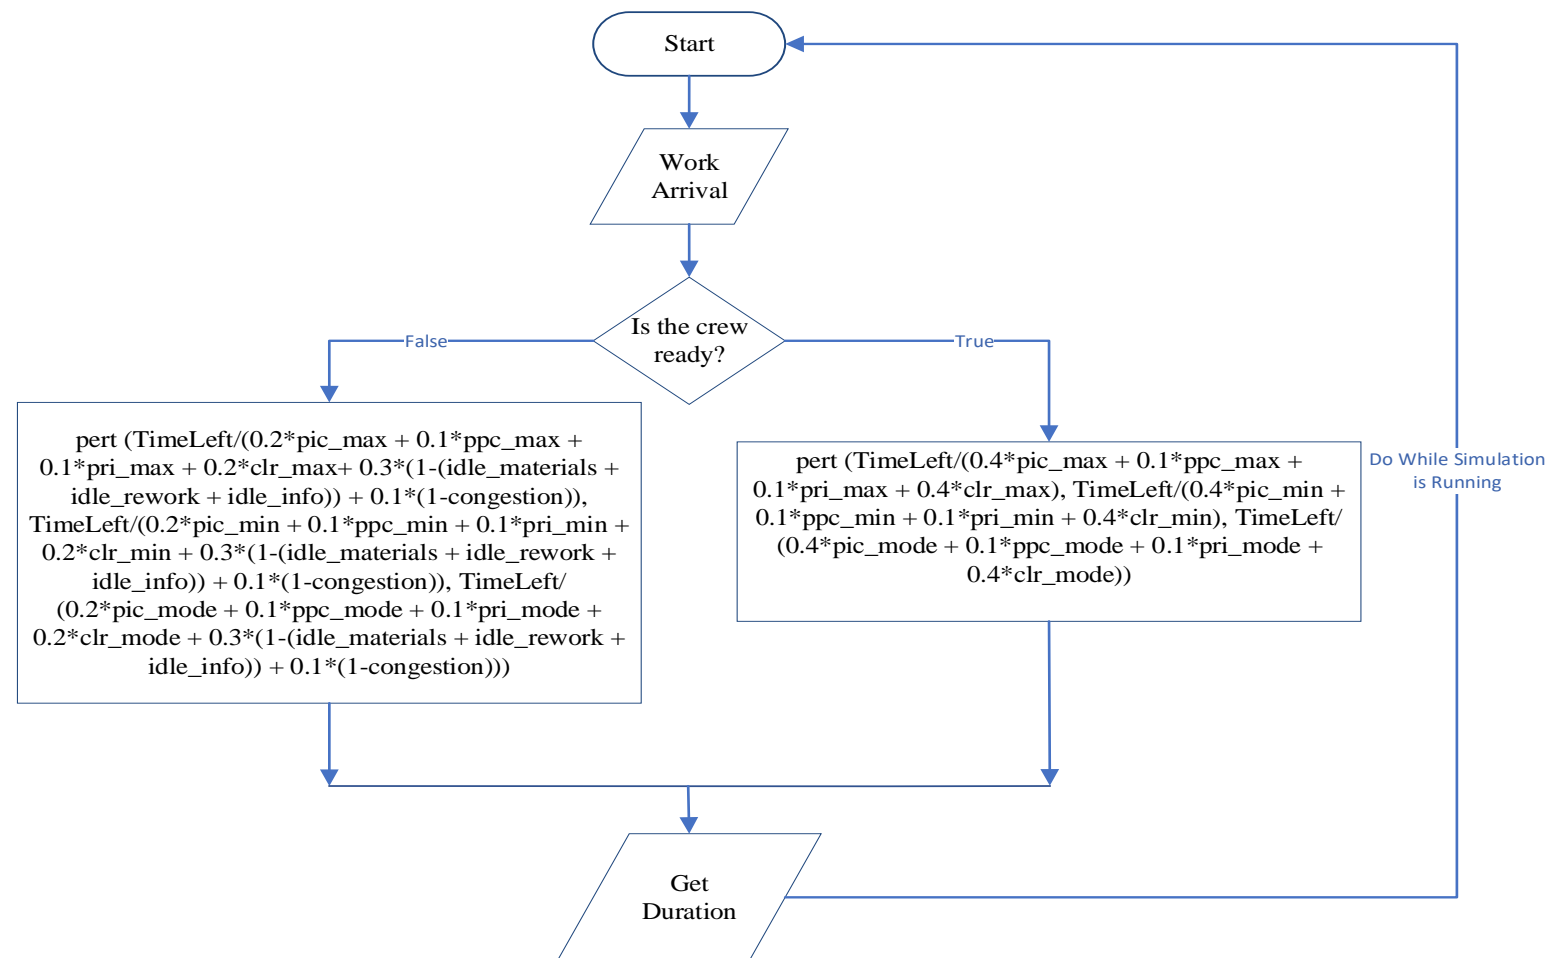 Start
Work
Arrival
Is the crew
ready?
False
True
pert (TimeLeft/(0.2*pic_max + 0.1*ppc_max +
0.1*pri_max + 0.2*clr_max+ 0.3*(1-(idle_materials +
idle_rework + idle_info)) + 0.1*(1-congestion)),
TimeLeft/(0.2*pic_min + 0.1*ppc_min + 0.1*pri_min +
0.2*clr_min + 0.3*(1-(idle_materials + idle_rework +
idle_info)) + 0.1*(1-congestion)), TimeLeft/
(0.2*pic_mode + 0.1*ppc_mode + 0.1*pri_mode +
0.2*clr_mode + 0.3*(1-(idle_materials + idle_rework +
idle_info)) + 0.1*(1-congestion)))
pert (TimeLeft/(0.4*pic_max + 0.1*ppc_max +
0.1*pri_max + 0.4*clr_max), TimeLeft/(0.4*pic_min +
0.1*ppc_min + 0.1*pri_min + 0.4*clr_min), TimeLeft/
(0.4*pic_mode + 0.1*ppc_mode + 0.1*pri_mode +
0.4*clr_mode))
Do While Simulation
is Running
Get
Duration